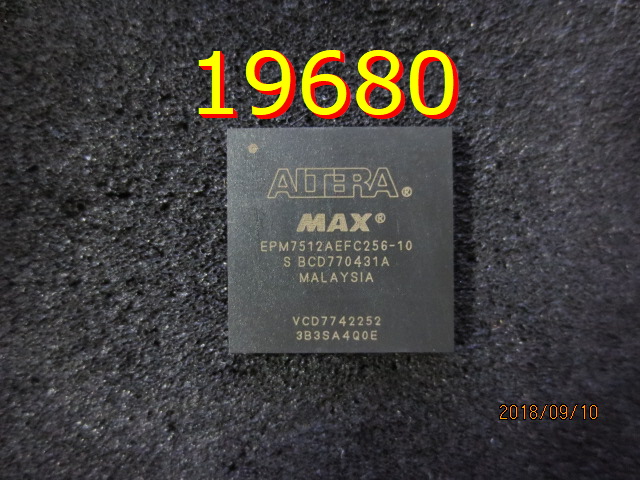 19680
ALTERA®
MAX®
EPM7512AEFC256-10
S BCD770431A
MALAYSIA
VCD7742252
3B3SA4Q0E
2018/09/10